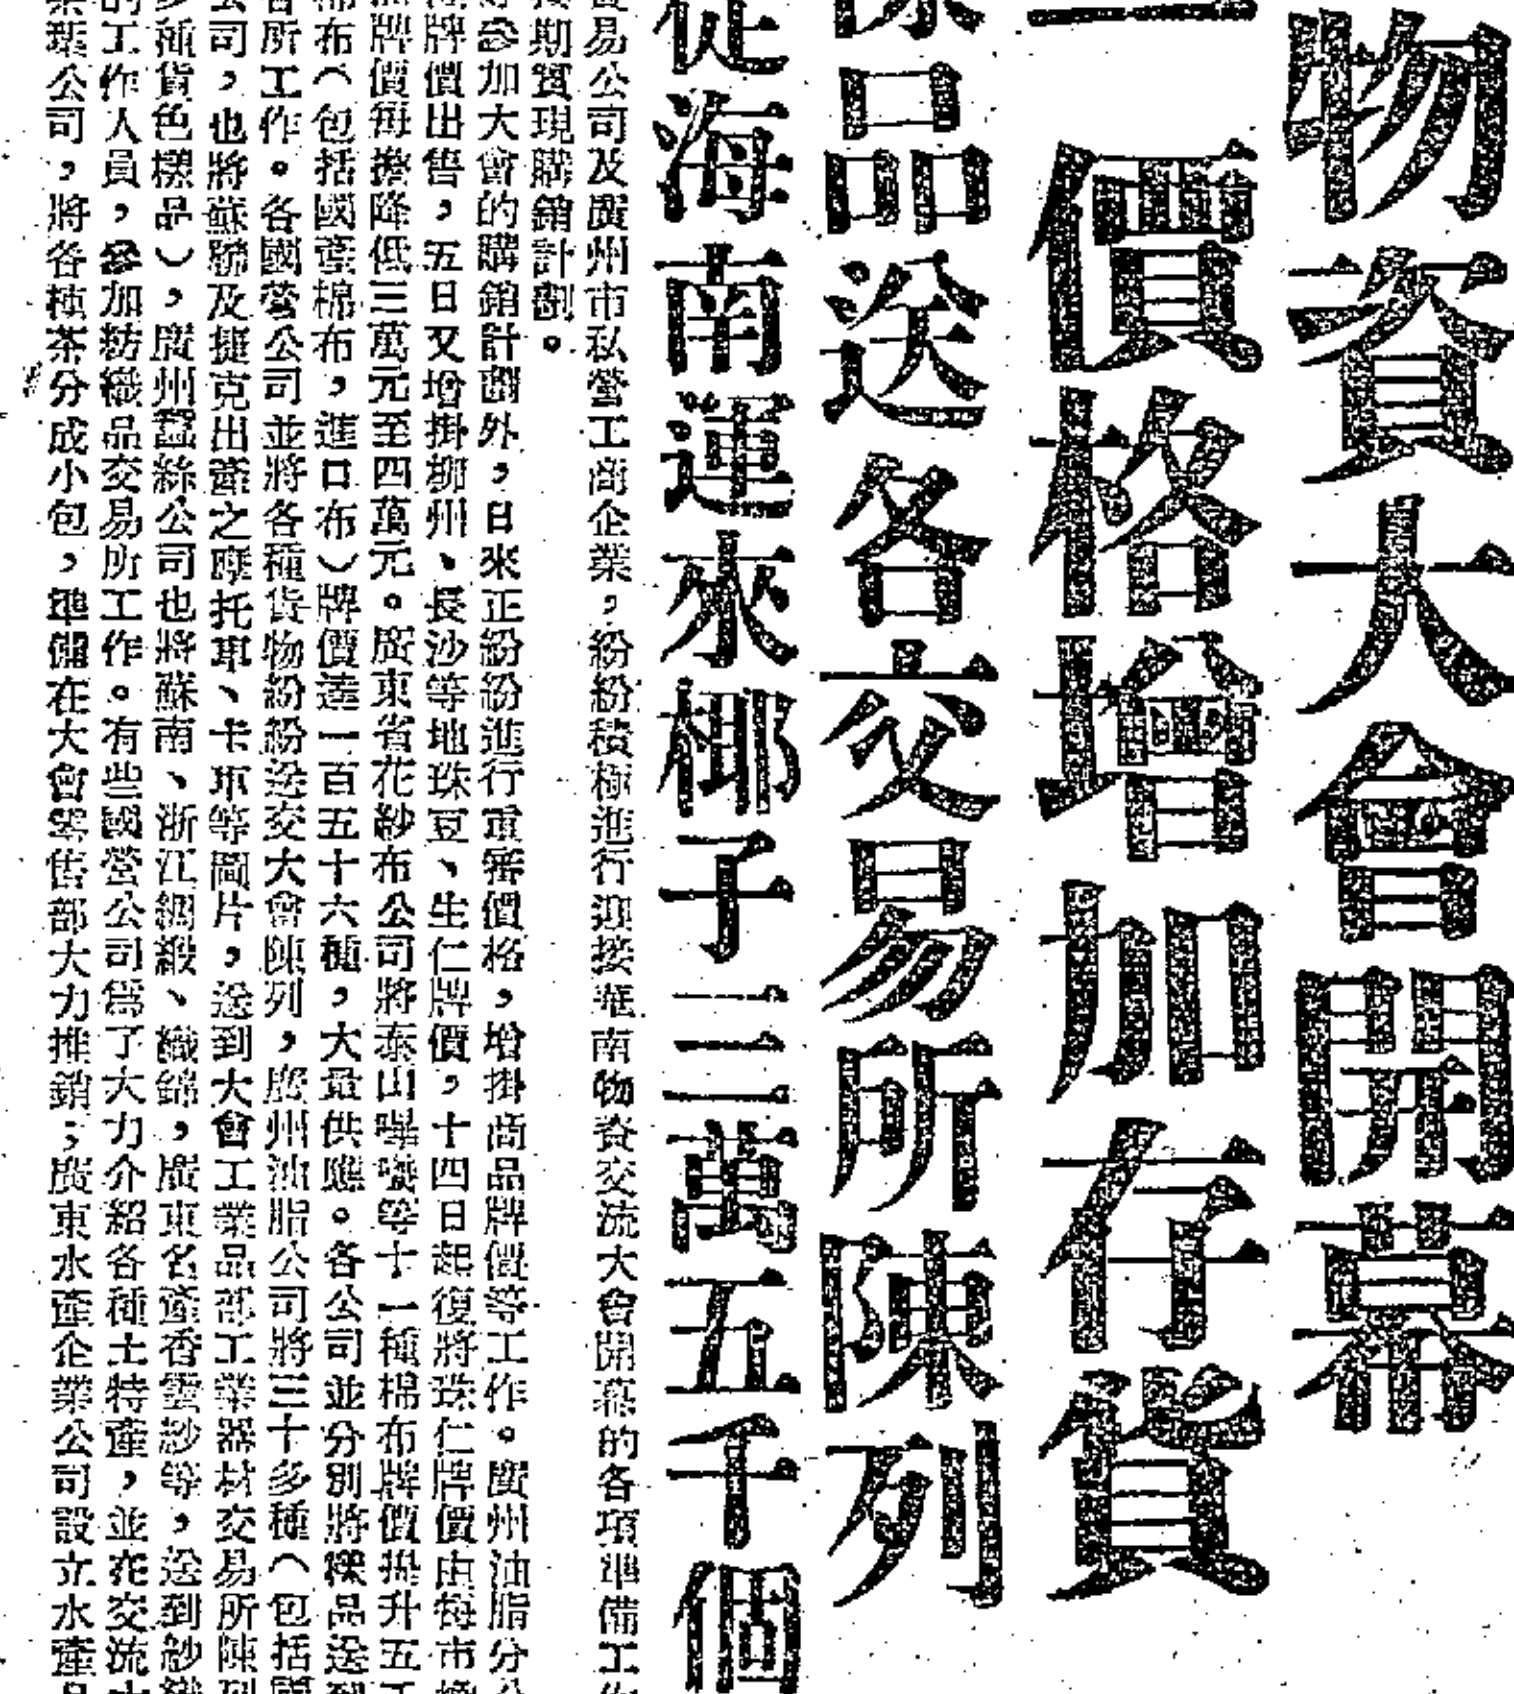 物資大會開幕
價格增加存貨
品送各交易所陳列
從海南運來椰子三萬五千個
易公司及廣州市私營工商企業，紛紛積極進行迎接華南物資交流大會開幕的各項準備工
期實現購銷計劃。
參加大會的購銷計劃外，日來正紛紛進行重審價格，增掛商品牌價等工作。廣州油脂分
牌價出售，五日又增掛柳州、長沙等地珠豆、生仁牌價，十四日起復將珠仁牌價由每市
牌價每擔降低三萬元至四萬元。廣東省花紗布公司將泰山嗶嘰等十一種棉布牌價提升五
布（包括國產棉布，進口布）牌價達一百五十六種，大量供應。各公司並分別將樣品送
所工作。各國營公司並將各種貨物紛紛送交大會陳列，廣州油脂公司將三十多種（包括
公司，也將蘇聯及捷克出產之摩托車、卡車等圖片，送到大會工業品部工業器材交易所陳
多種貨色樣品），廣州蠶絲公司也將蘇南、浙江綢緞、織錦，廣東名產香雲紗等，送到紗
的工作人員，參加紡織品交易所工作。有些國營公司為了大力介紹各種土特產，並在交流
葉公司，將各種茶分成小包，準備在大會零售部大力推銷；廣東水產企業公司設立水產